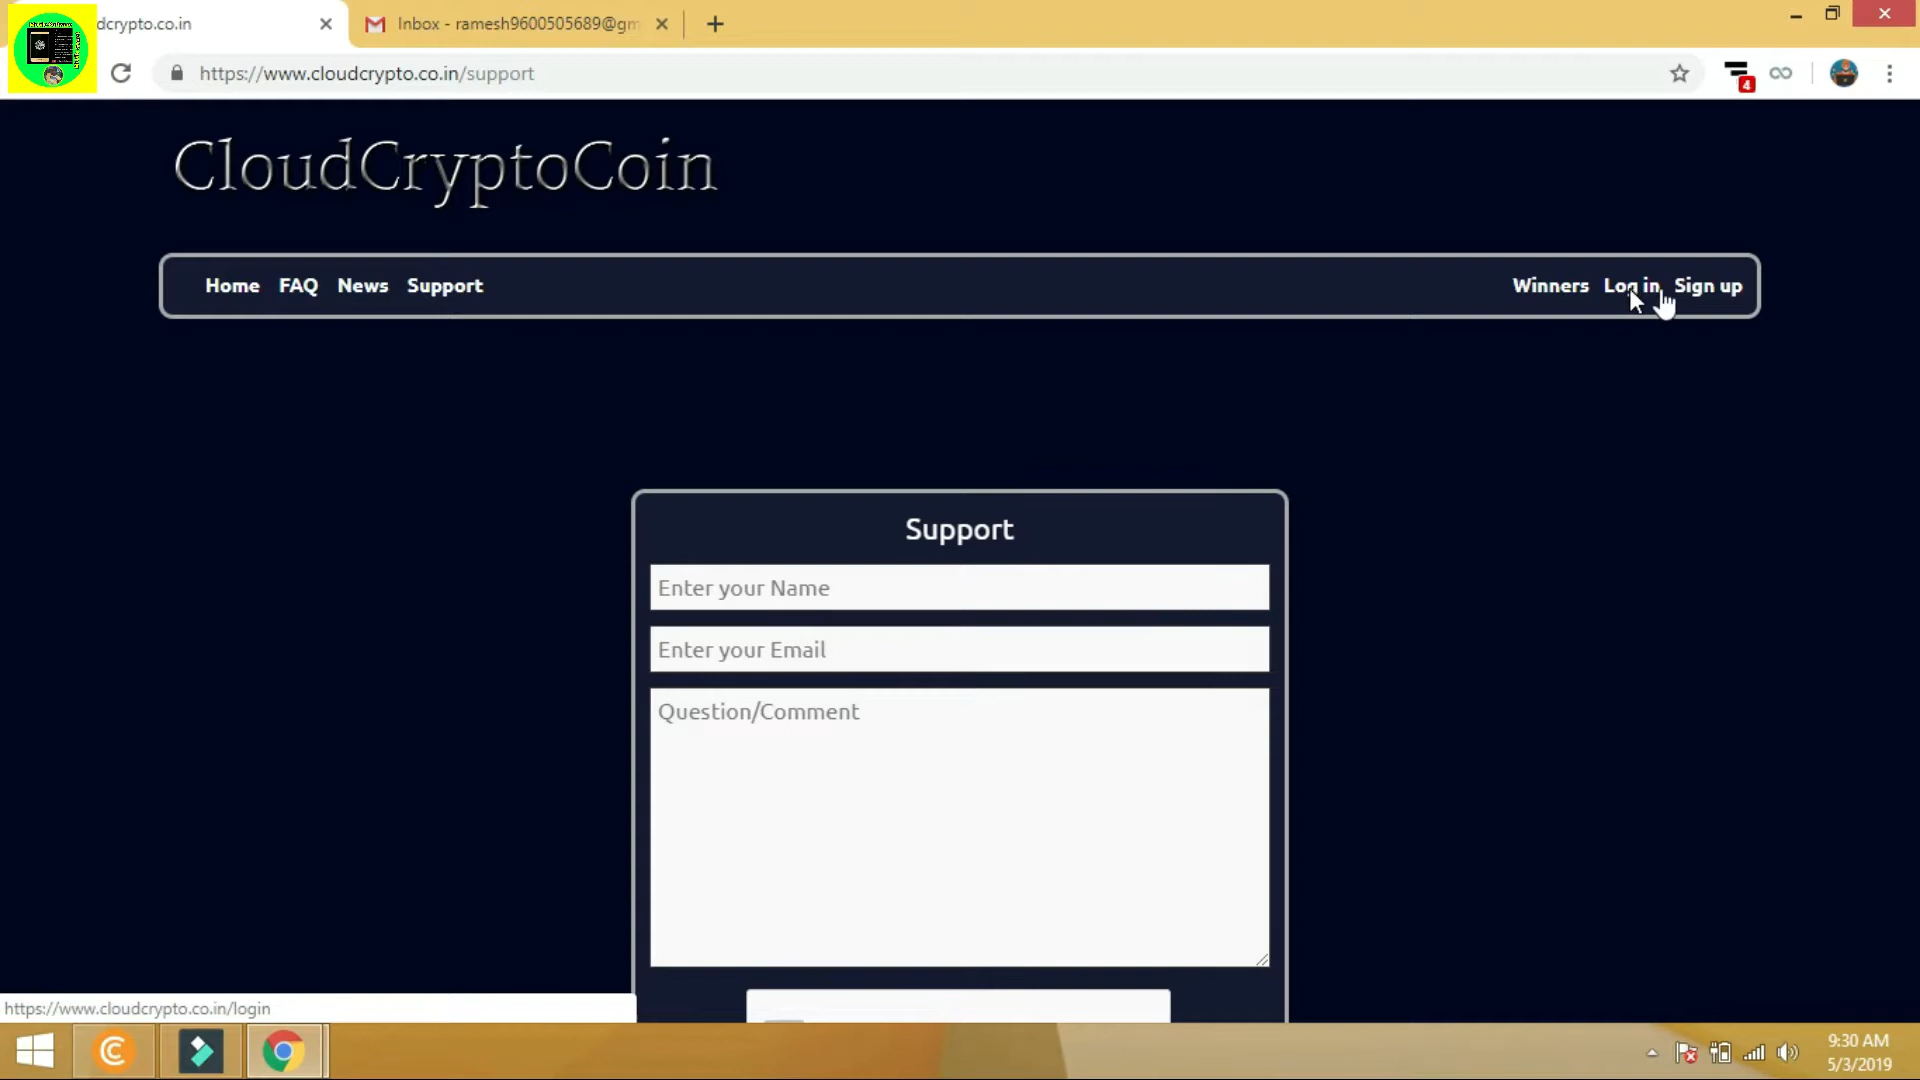 dcrypto.co.in
Inbox - ramesh9600505689@gm
https://www.cloudcrypto.co.in/support
4
CloudCryptoCoin
Home FAQ News Support
Winners Log in Sign up
Support
Enter your Name
Enter your Email
Question/Comment
https://www.cloudcrypto.co.in/login
9:30 AM
5/3/2019